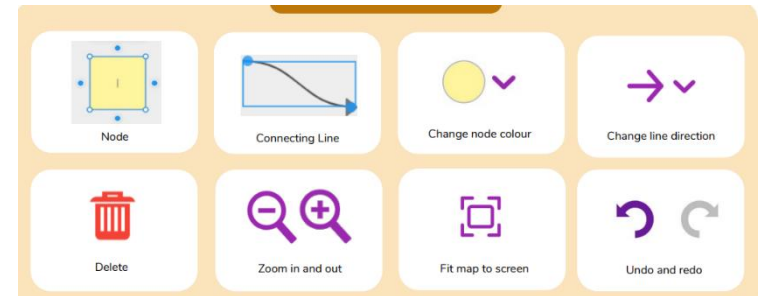 Node
Connecting Line
Change node colour
Change line direction
Delete
Zoom in and out
Fit map to screen
Undo and redo